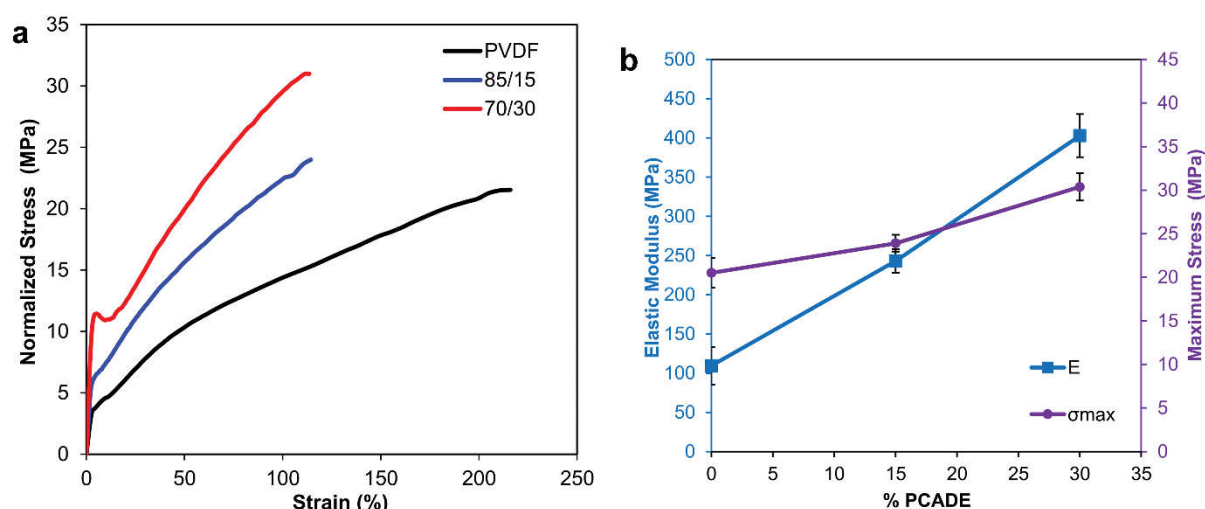 a
35
30
25
20
15
10
5
0
Normalized Stress (MPa)
PVDF
85/15
70/30
0 50 100 150 200 250
Strain (%)
b
500
450
400
350
300
250
200
150
100
50
0
Elastic Modulus (MPa)
E
σmax
45
40
35
30
25
20
15
10
5
0
Maximum Stress (MPa)
0 5 10 15 20 25 30 35
% PCADE